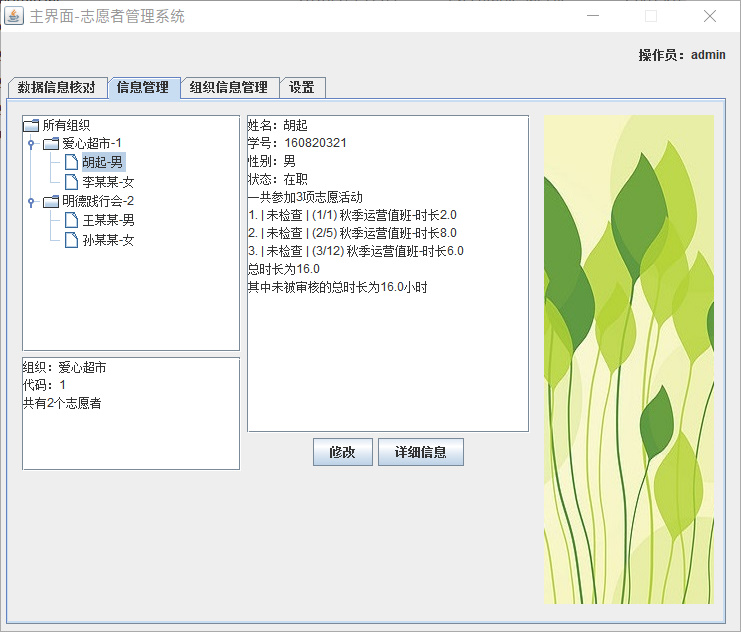 主界面-志愿者管理系统
操作员：admin
数据信息核对 信息管理 组织信息管理 设置
所有组织
爱心超市-1
胡起-男
李某某-女
明德践行会-2
王某某-男
孙某某-女
组织：爱心超市
代码：1
共有2个志愿者
姓名：胡起
学号：160820321
性别：男
状态：在职
一共参加3项志愿活动
1. | 未检查 | (1/1) 秋季运营值班-时长2.0
2. | 未检查 | (2/5) 秋季运营值班-时长8.0
3. | 未检查 | (3/12) 秋季运营值班-时长6.0
总时长为16.0
其中未被审核的总时长为16.0小时
修改 详细信息